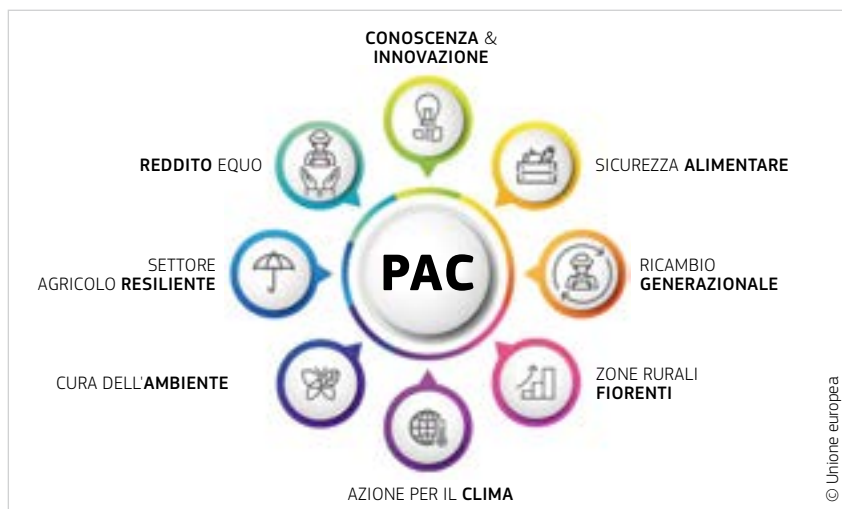 CONOSCENZA &
INNOVAZIONE
REDDITO EQUO
SICUREZZA ALIMENTARE
SETTORE
AGRICOLO RESILIENTE
PAC
RICAMBIO
GENERAZIONALE
CURA DELL'AMBIENTE
ZONE RURALI
FIORENTI
AZIONE PER IL CLIMA
© Unione europea